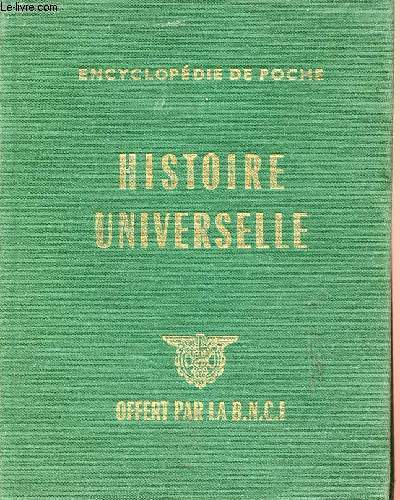 Le-livre.com
ENCYCLOPÉDIE DE POCHE
HISTOIRE
UNIVERSELLE
OFFERT PAR LA B.N.C.I